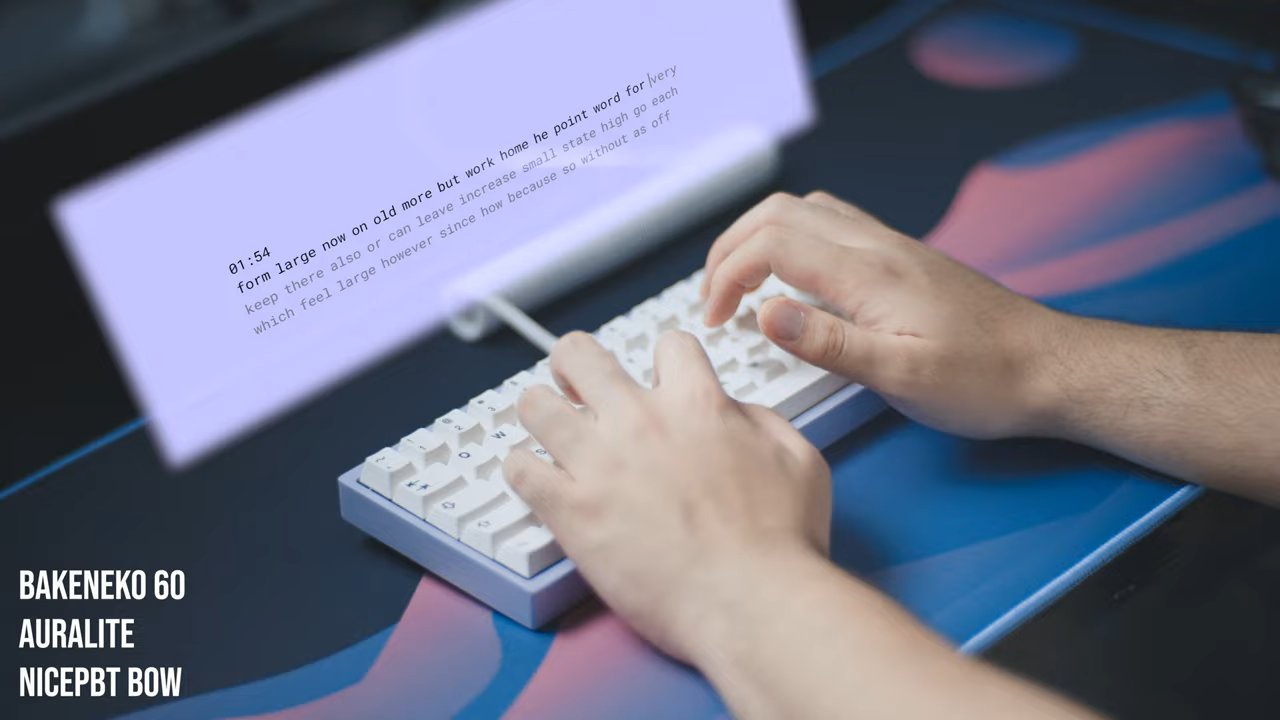 01:54
form large now on old more but work home he point word for very
keep there also or can leave increase small state high go each
which feel large however since how because so without as off
Q W
S
BAKENEKO 60
AURALITE
NICEPBT BOW